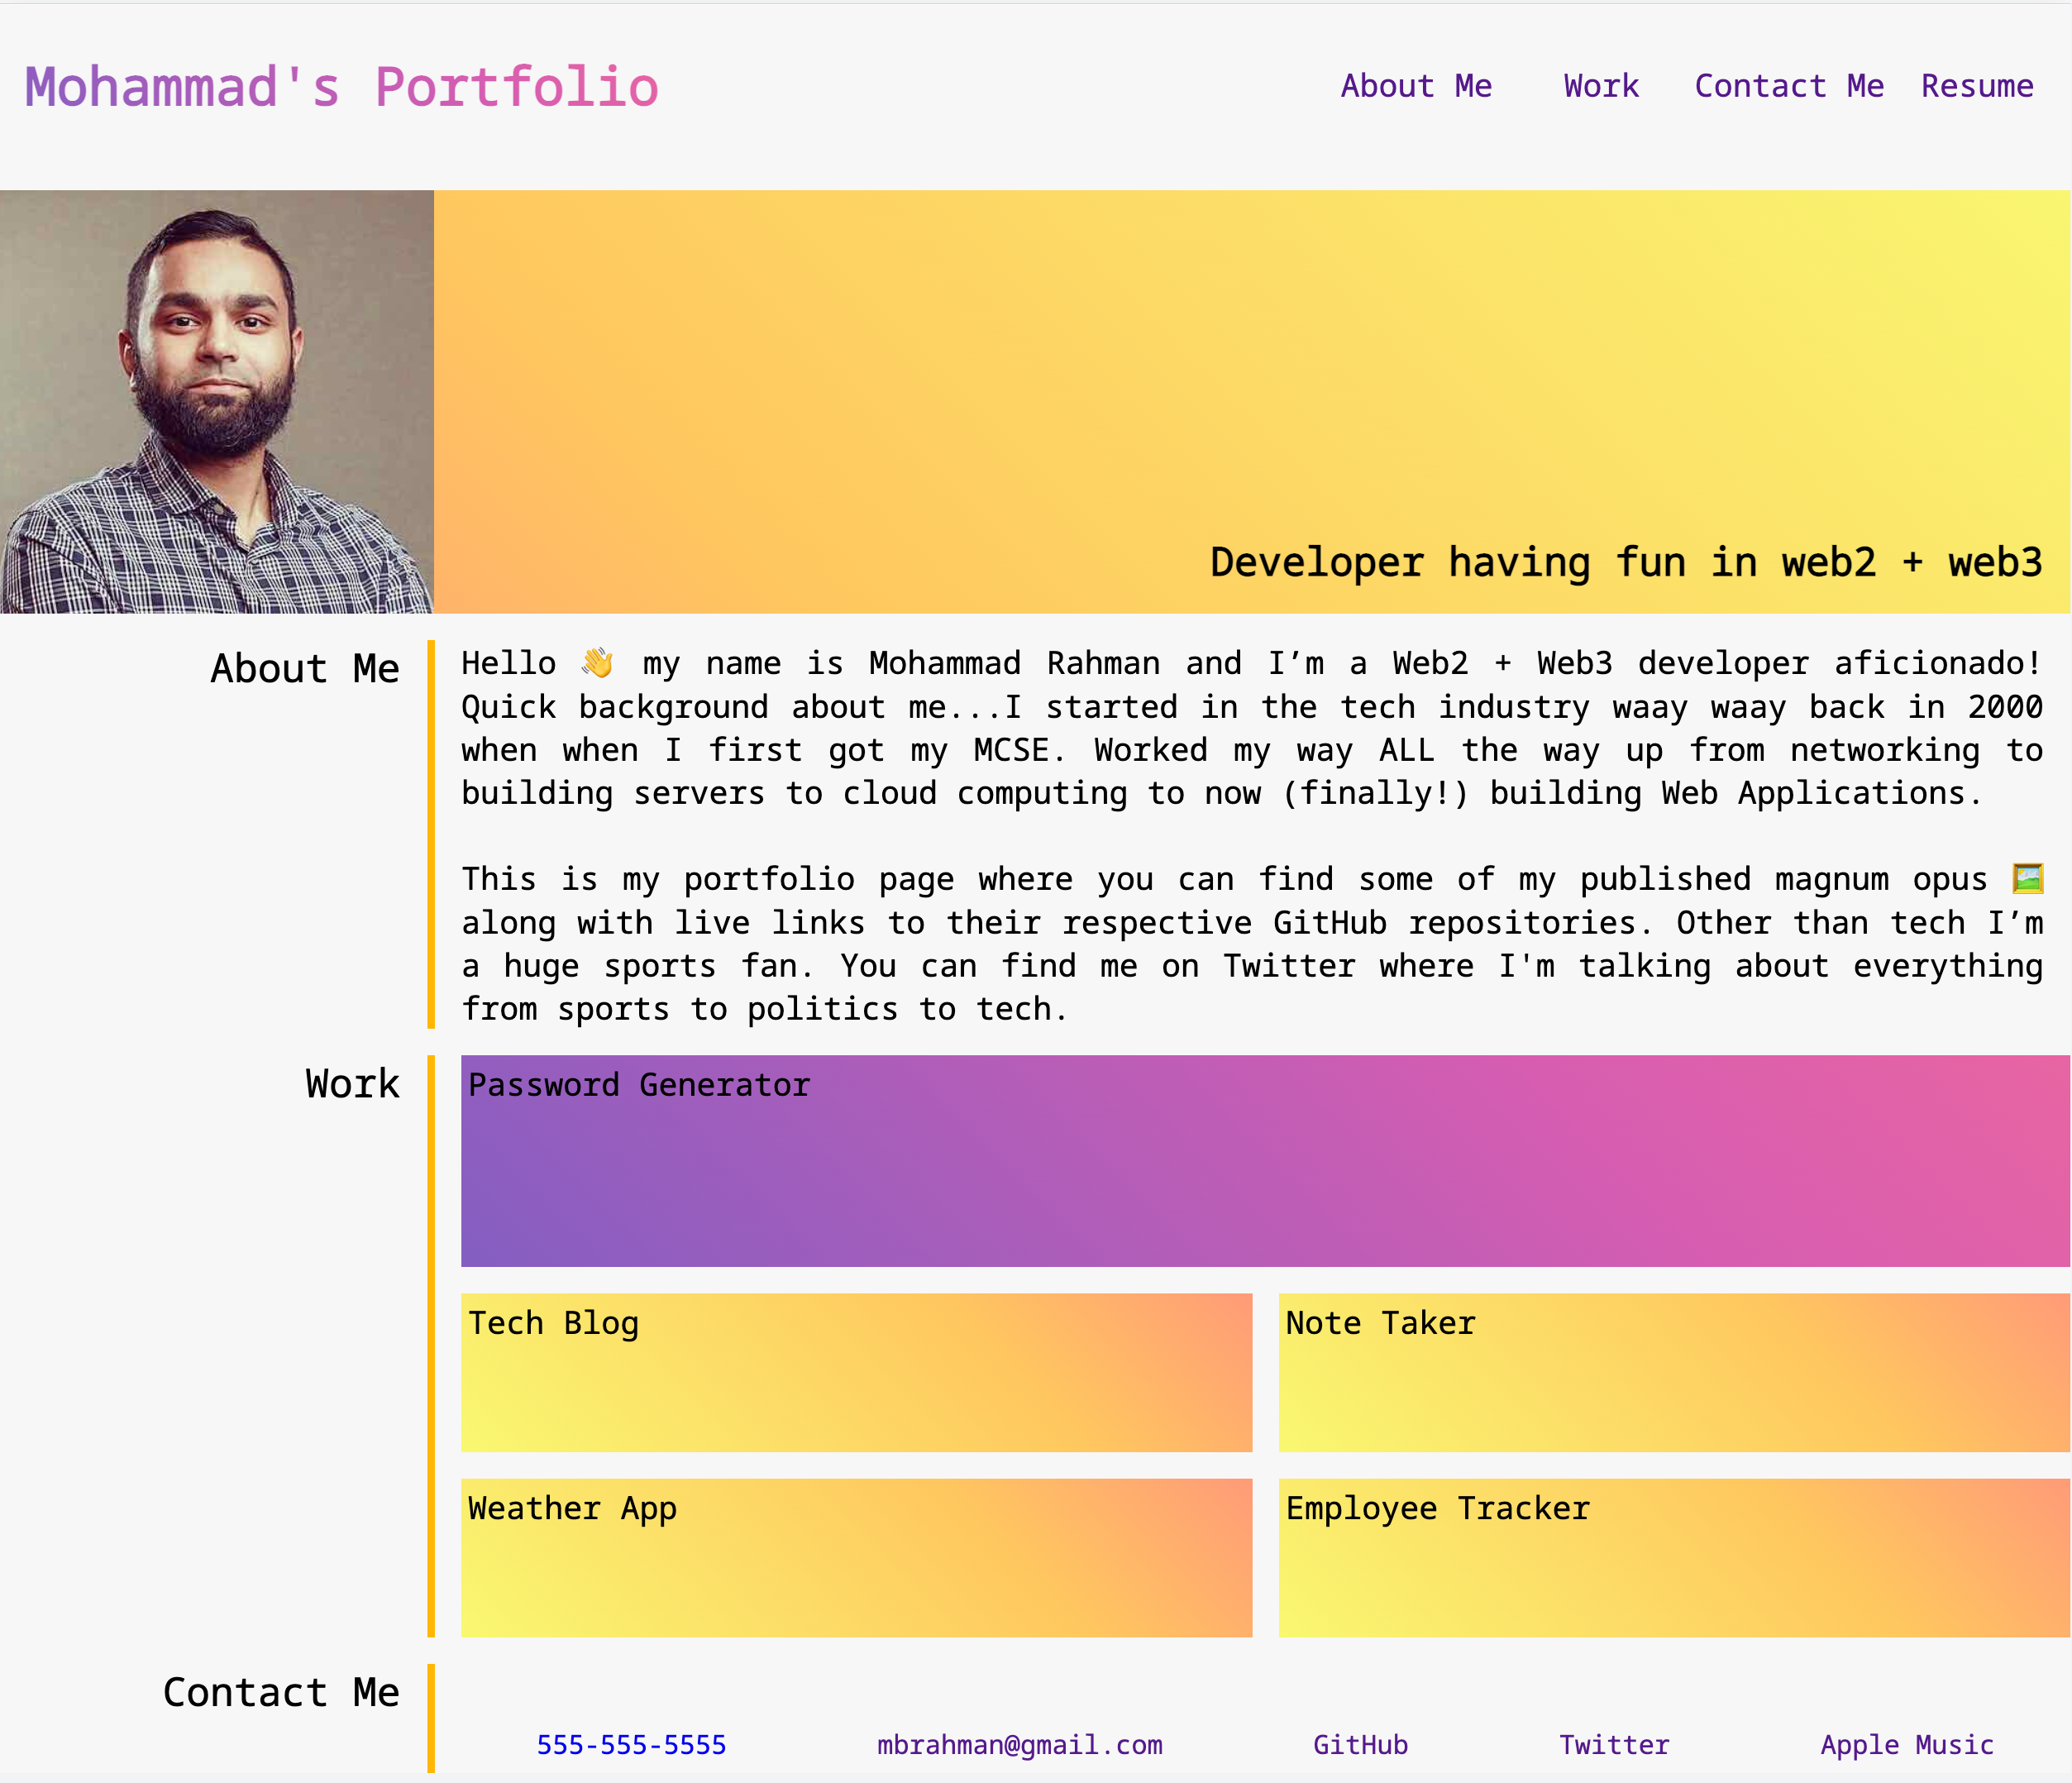 Mohammad's Portfolio
About Me Work Contact Me Resume
Developer having fun in web2 + web3
About Me
Hello 👋 my name is Mohammad Rahman and I’m a Web2 + Web3 developer aficionado!
Quick background about me...I started in the tech industry waay waay back in 2000
when when I first got my MCSE. Worked my way ALL the way up from networking to
building servers to cloud computing to now (finally!) building Web Applications.
This is my portfolio page where you can find some of my published magnum opus 🖼️
along with live links to their respective GitHub repositories. Other than tech I’m
a huge sports fan. You can find me on Twitter where I'm talking about everything
from sports to politics to tech.
Work
Password Generator
Tech Blog
Note Taker
Weather App
Employee Tracker
Contact Me
555-555-5555 mbrahman@gmail.com GitHub Twitter Apple Music